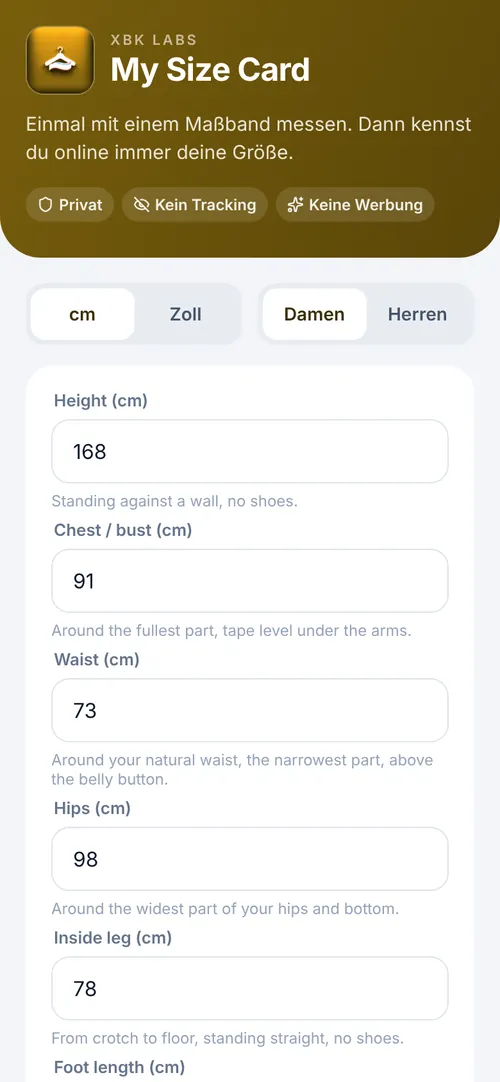 XBK LABS
My Size Card
Einmal mit einem Maßband messen. Dann kennst
du online immer deine Größe.
Privat
Kein Tracking
Keine Werbung
cm
Zoll
Damen
Herren
Height (cm)
168
Standing against a wall, no shoes.
Chest / bust (cm)
91
Around the fullest part, tape level under the arms.
Waist (cm)
73
Around your natural waist, the narrowest part, above
the belly button.
Hips (cm)
98
Around the widest part of your hips and bottom.
Inside leg (cm)
78
From crotch to floor, standing straight, no shoes.
Foot length (cm)